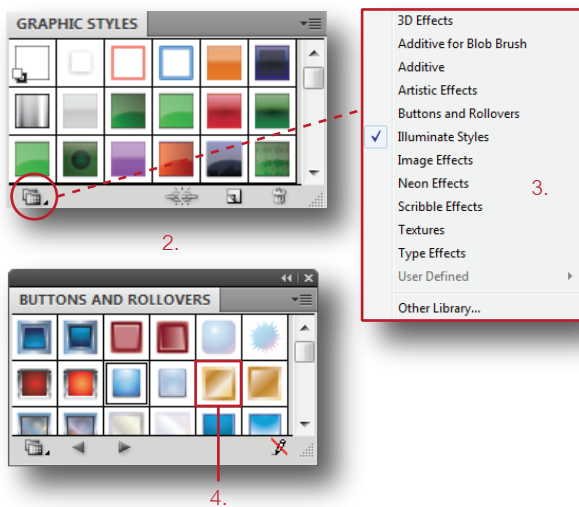 GRAPHIC STYLES
2.
3D Effects
Additive for Blob Brush
Additive
Artistic Effects
Buttons and Rollovers
Illuminate Styles
Image Effects
Neon Effects
Scribble Effects
Textures
Type Effects
User Defined
Other Library...
3.
BUTTONS AND ROLLOVERS
4.